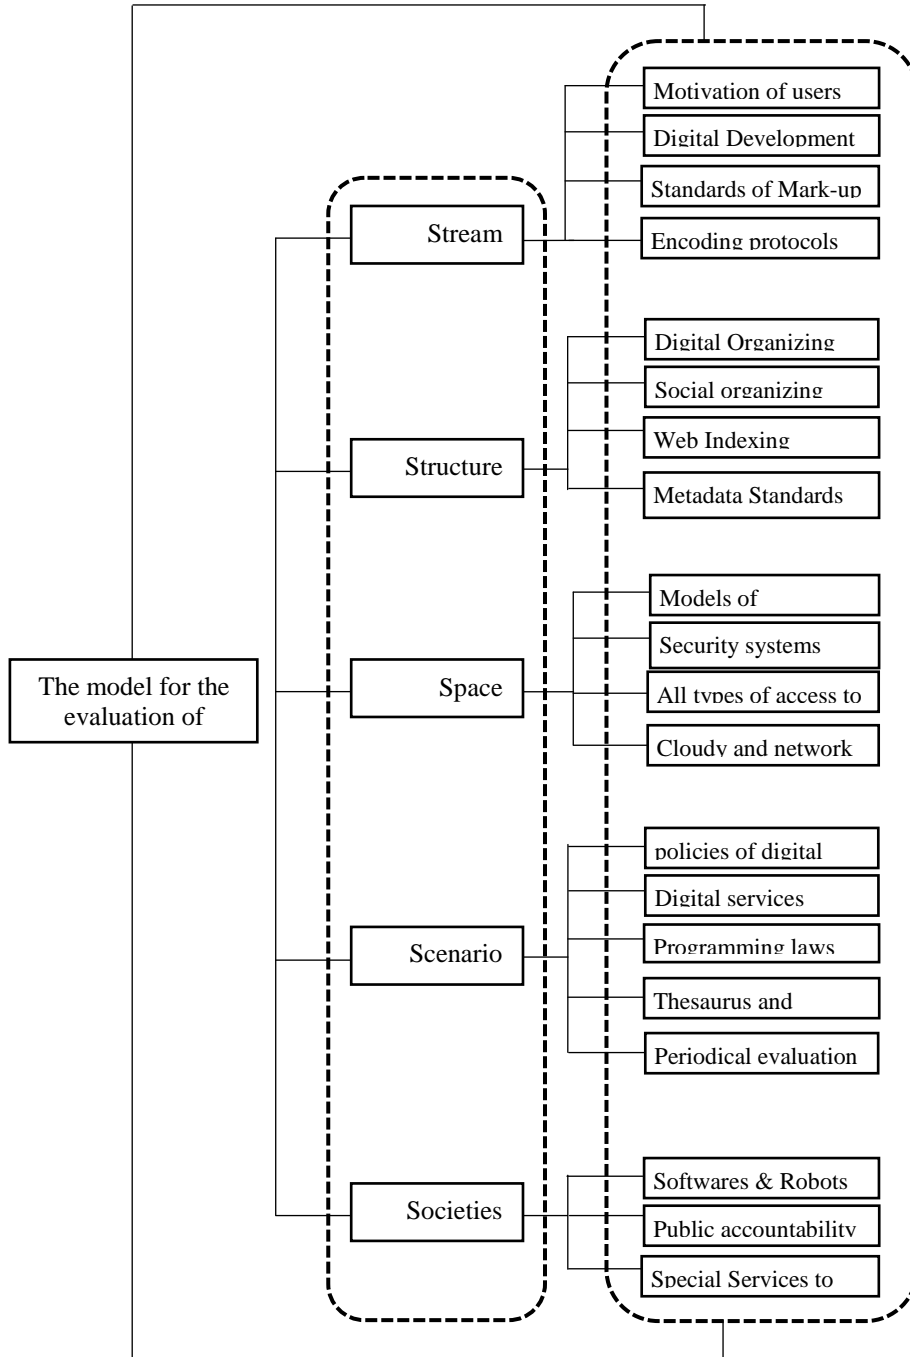 Motivation of users
Digital Development
Standards of Mark-up
Encoding protocols
Stream
Digital Organizing
Social organizing
Web Indexing
Metadata Standards
Structure
Models of
Security systems
All types of access to
Cloudy and network
Space
The model for the
evaluation of
policies of digital
Digital services
Programming laws
Thesaurus and
Periodical evaluation
Scenario
Softwares & Robots
Public accountability
Special Services to
Societies